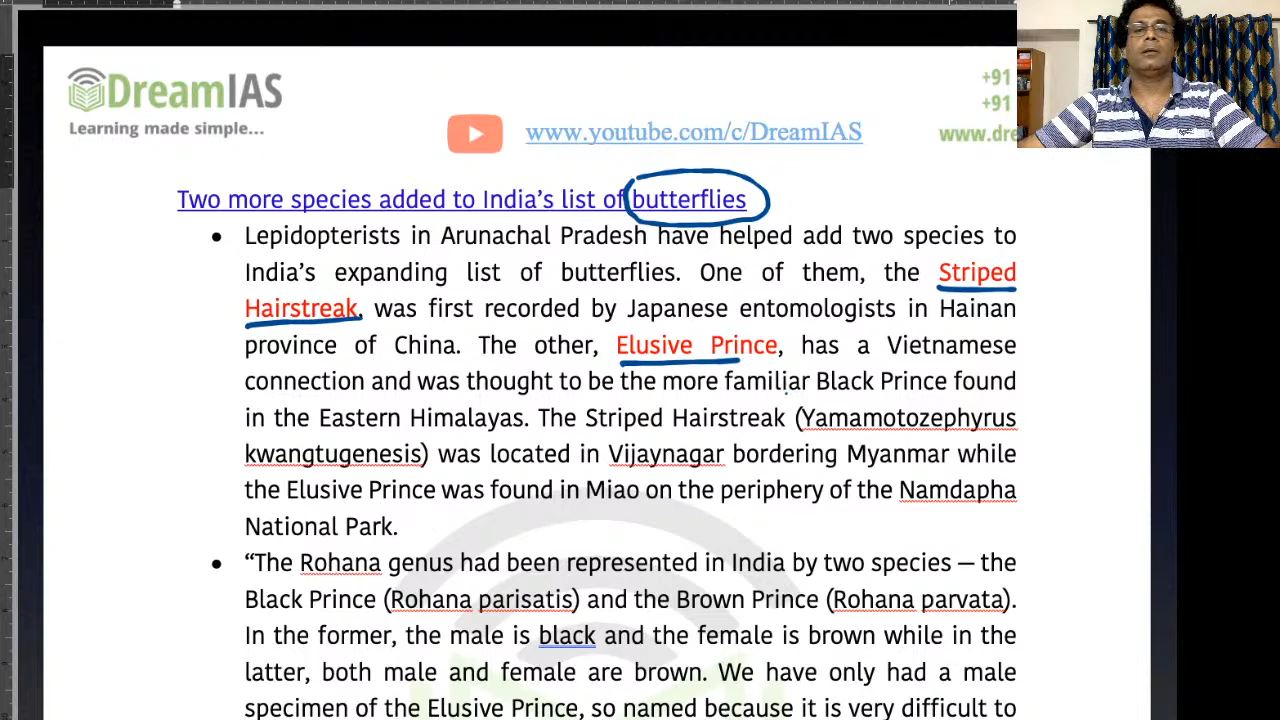 DreamIAS
Learning made simple...
+91
+91
www.youtube.com/c/DreamIAS
www.dre
Two more species added to India's list of butterflies
• Lepidopterists in Arunachal Pradesh have helped add two species to
India's expanding list of butterflies. One of them, the Striped
Hairstreak, was first recorded by Japanese entomologists in Hainan
province of China. The other, Elusive Prince, has a Vietnamese
connection and was thought to be the more familiar Black Prince found
in the Eastern Himalayas. The Striped Hairstreak (Yamamotozephyrus
kwangtugenesis) was located in Vijaynagar bordering Myanmar while
the Elusive Prince was found in Miao on the periphery of the Namdapha
National Park.
• “The Rohana genus had been represented in India by two species – the
Black Prince (Rohana parisatis) and the Brown Prince (Rohana parvata).
In the former, the male is black and the female is brown while in the
latter, both male and female are brown. We have only had a male
specimen of the Elusive Prince, so named because it is very difficult to